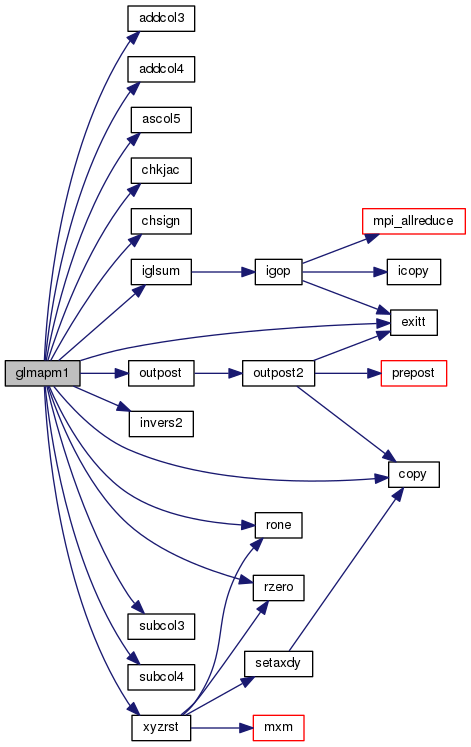 addcol3
addcol4
ascol5
chkjac
chsign
mpi_allreduce
iglsum
igop
icopy
exitt
glmapm1
outpost
outpost2
prepost
invers2
copy
rone
rzero
subcol3
setaxdy
subcol4
xyzrst
mxm